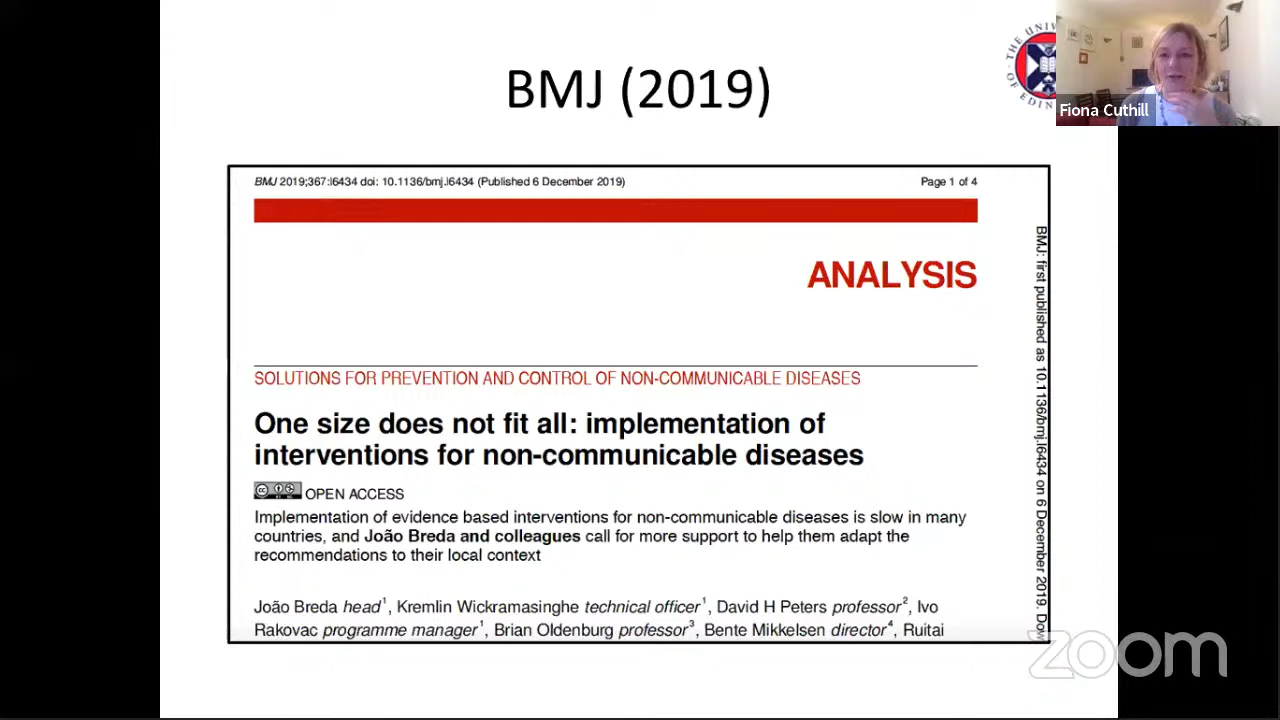 BMJ (2019)
THE UNIV
OF EDIN
Fiona Cuthill
BMJ 2019;367:l6434 doi: 10.1136/bmj.l6434 (Published 6 December 2019)
Page 1 of 4
ANALYSIS
SOLUTIONS FOR PREVENTION AND CONTROL OF NON-COMMUNICABLE DISEASES
One size does not fit all: implementation of
interventions for non-communicable diseases
OPEN ACCESS
Implementation of evidence based interventions for non-communicable diseases is slow in many
countries, and João Breda and colleagues call for more support to help them adapt the
recommendations to their local context
João Breda head1, Kremlin Wickramasinghe technical officer1, David H Peters professor2, Ivo
Rakovac programme manager1, Brian Oldenburg professor3, Bente Mikkelsen director4, Ruitai
BMJ: first published as 10.1136/bmj.l6434 on 6 December 2019. Dow
zoom